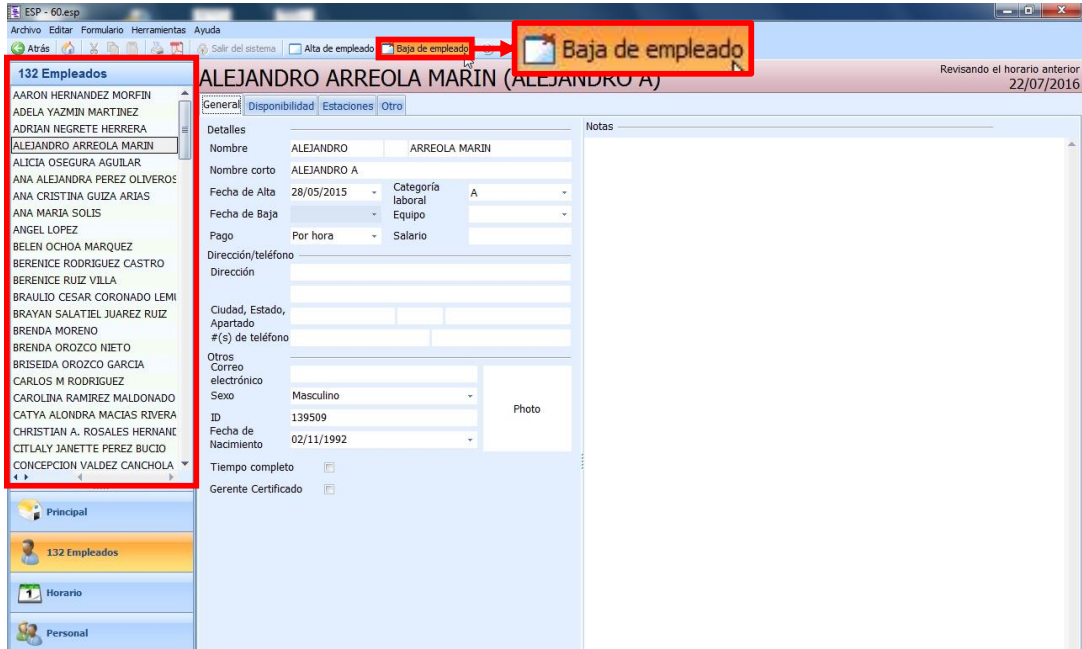 ESP - 60.esp
Archivo Editar Formulario Herramientas Ayuda
Atrás Salir del sistema Alta de empleado Baja de empleado
Baja de empleado
132 Empleados
ALEJANDRO ARREOLA MARIN (ALEJANDRO A)
Revisando el horario anterior
22/07/2016
AARON HERNANDEZ MORFIN
ADELA YAZMIN MARTINEZ
ADRIAN NEGRETE HERRERA
ALEJANDRO ARREOLA MARIN
ALICIA OSEGURA AGUILAR
ANA ALEJANDRA PEREZ OLIVEROS
ANA CRISTINA GUIZA ARIAS
ANA MARIA SOLIS
ANGEL LOPEZ
BELEN OCHOA MARQUEZ
BERENICE RODRIGUEZ CASTRO
BERENICE RUIZ VILLA
BRAULIO CESAR CORONADO
BRAYAN SALATIEL JUAREZ RUIZ
BRENDA MORENO
BRENDA OROZCO NIETO
BRISEIDA OROZCO GARCIA
CARLOS M RODRIGUEZ
CAROLINA RAMIREZ MALDONADO
CATYA ALONDRA MACIAS RIVERA
CHRISTIAN A. ROSALES
CITLALY JANETTE PEREZ BUCIO
CONCEPCION VALDEZ CANCHOLA
Principal
132 Empleados
1 Horario
Personal
General Disponibilidad Estaciones Otro
Detalles
Nombre ALEJANDRO ARREOLA MARIN
Nombre corto ALEJANDRO A
Fecha de Alta 28/05/2015 Categoría laboral A
Fecha de Baja Equipo
Pago Por hora Salario
Dirección/teléfono
Dirección
Ciudad, Estado,
Apartado
#(s) de teléfono
Otros
Correo
electrónico
Sexo Masculino
ID 139509
Fecha de
Nacimiento 02/11/1992
Photo
Tiempo completo
Gerente Certificado
Notas